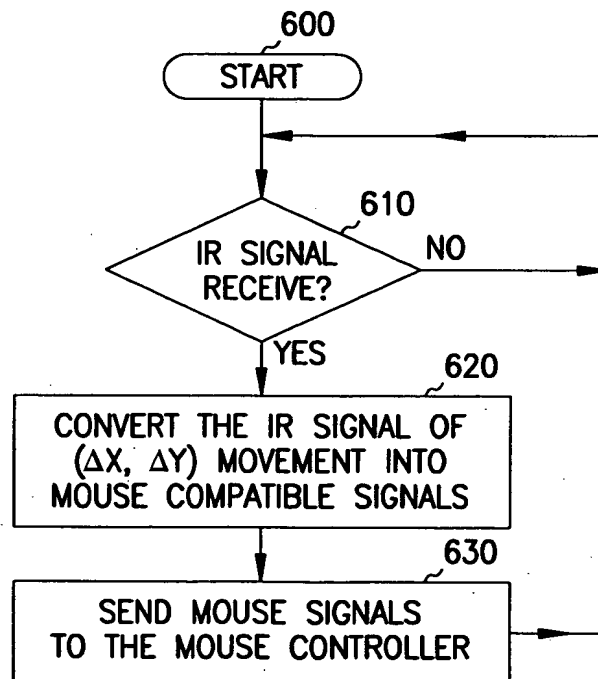 600
START
610
IR SIGNAL
RECEIVE?
NO
YES
620
CONVERT THE IR SIGNAL OF
(ΔX, ΔY) MOVEMENT INTO
MOUSE COMPATIBLE SIGNALS
630
SEND MOUSE SIGNALS
TO THE MOUSE CONTROLLER